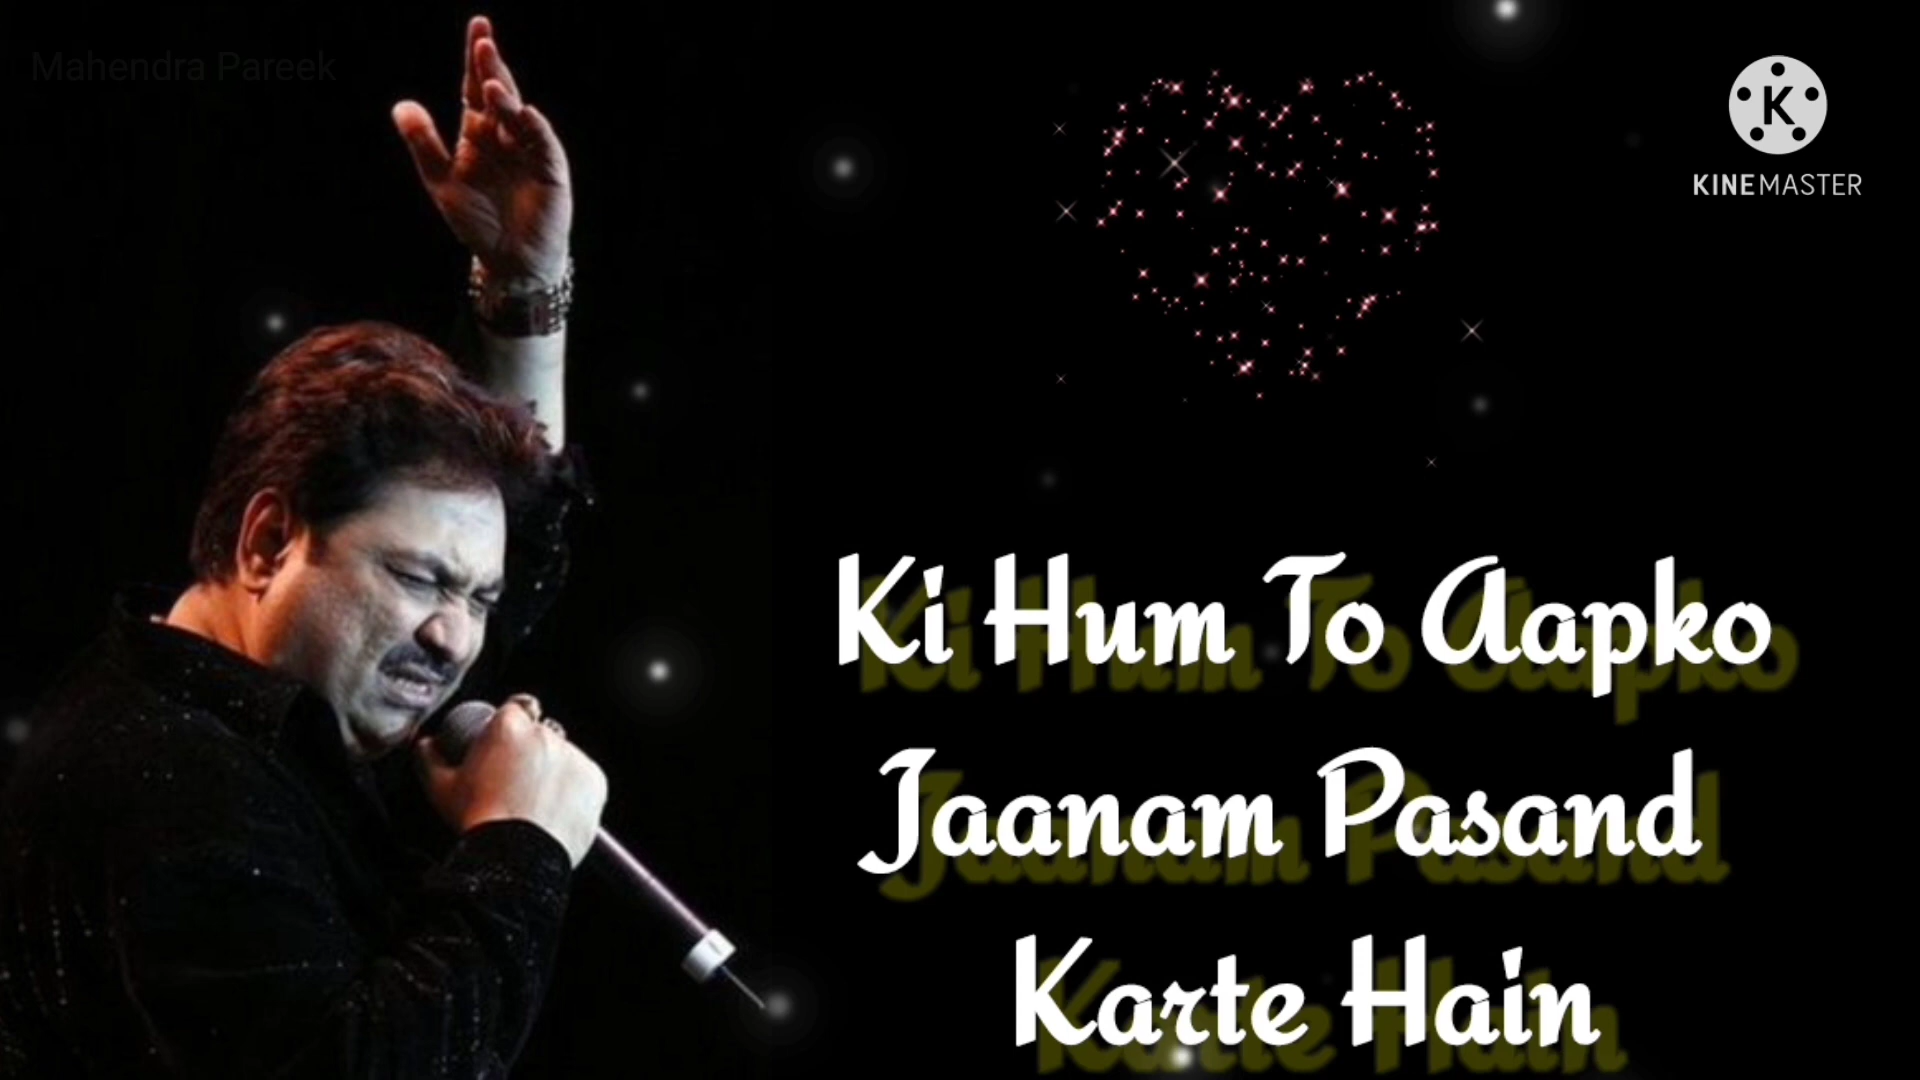 Mahendra Pareek
K
KINEMASTER
Ki Hum To Aapko
Jaanam Pasand
Karte Hain